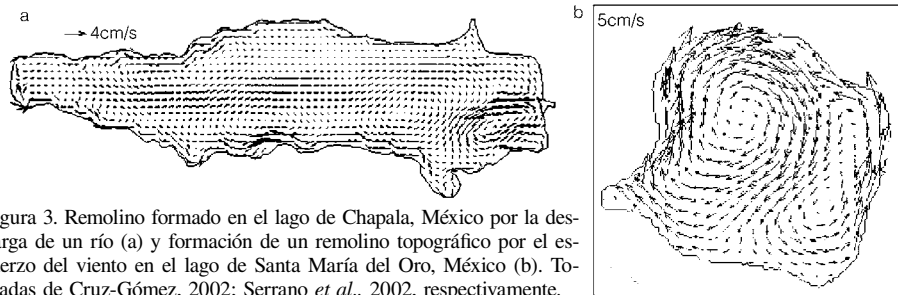 a
4cm/s
b
5cm/s
gura 3. Remolino formado en el lago de Chapala, México por la des-
arga de un río (a) y formación de un remolino topográfico por el es-
erzo del viento en el lago de Santa María del Oro, México (b). To-
adas de Cruz-Gómez, 2002; Serrano et al., 2002, respectivamente.